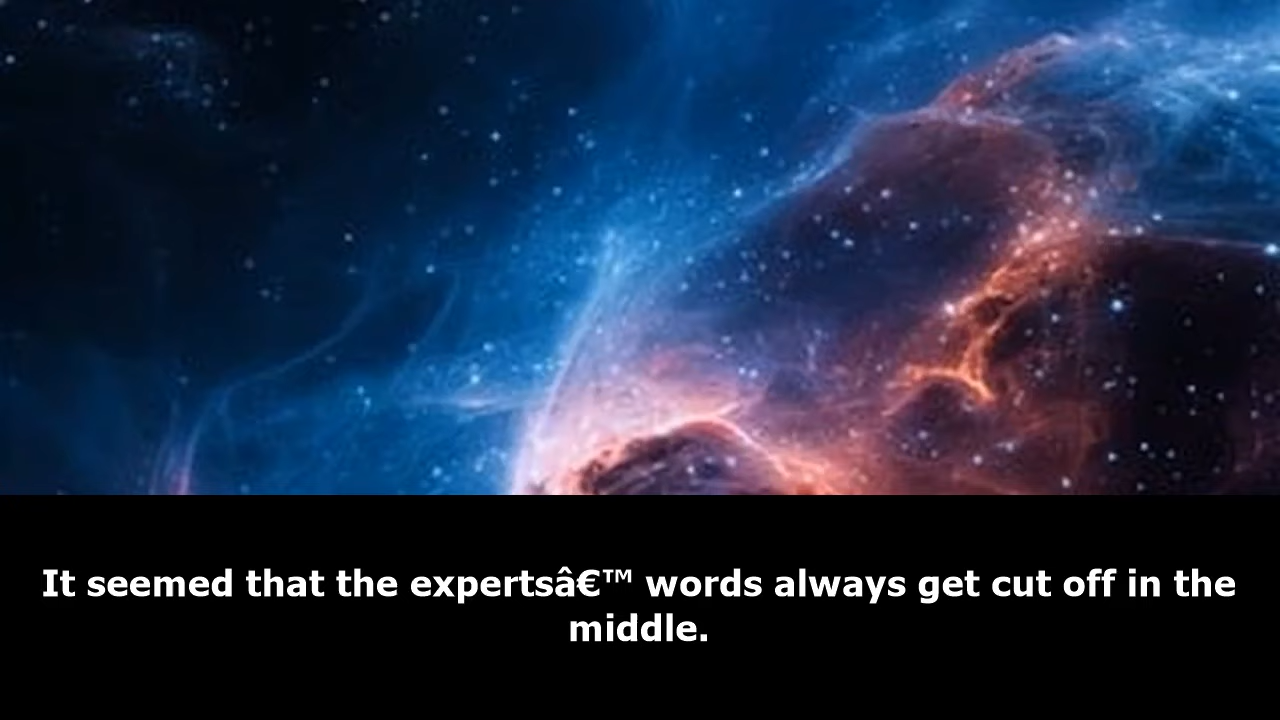 It seemed that the expertsâ€™ words always get cut off in the
middle.